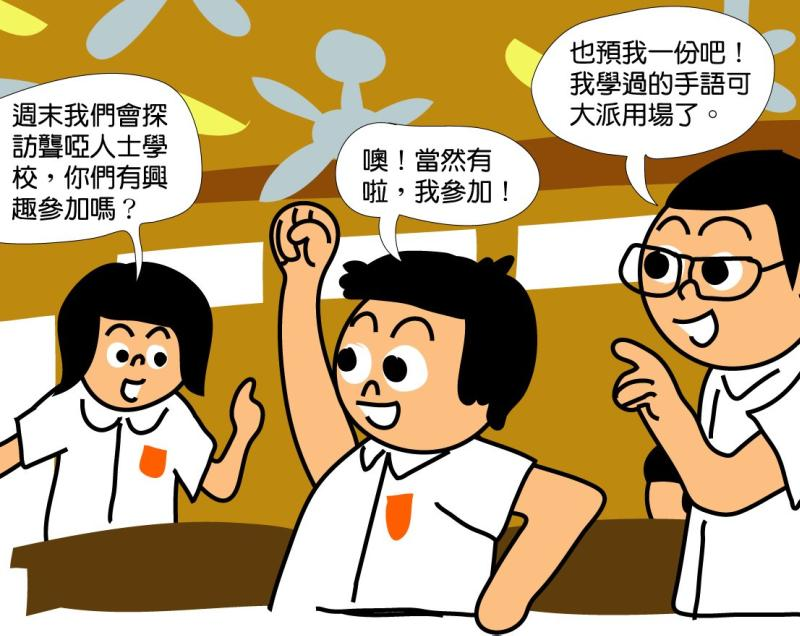 週末我們會探
訪聾啞人士學
校，你們有興
趣參加嗎？
噢！當然有
啦，我參加！
也預我一份吧！
我學過的手語可
大派用場了。